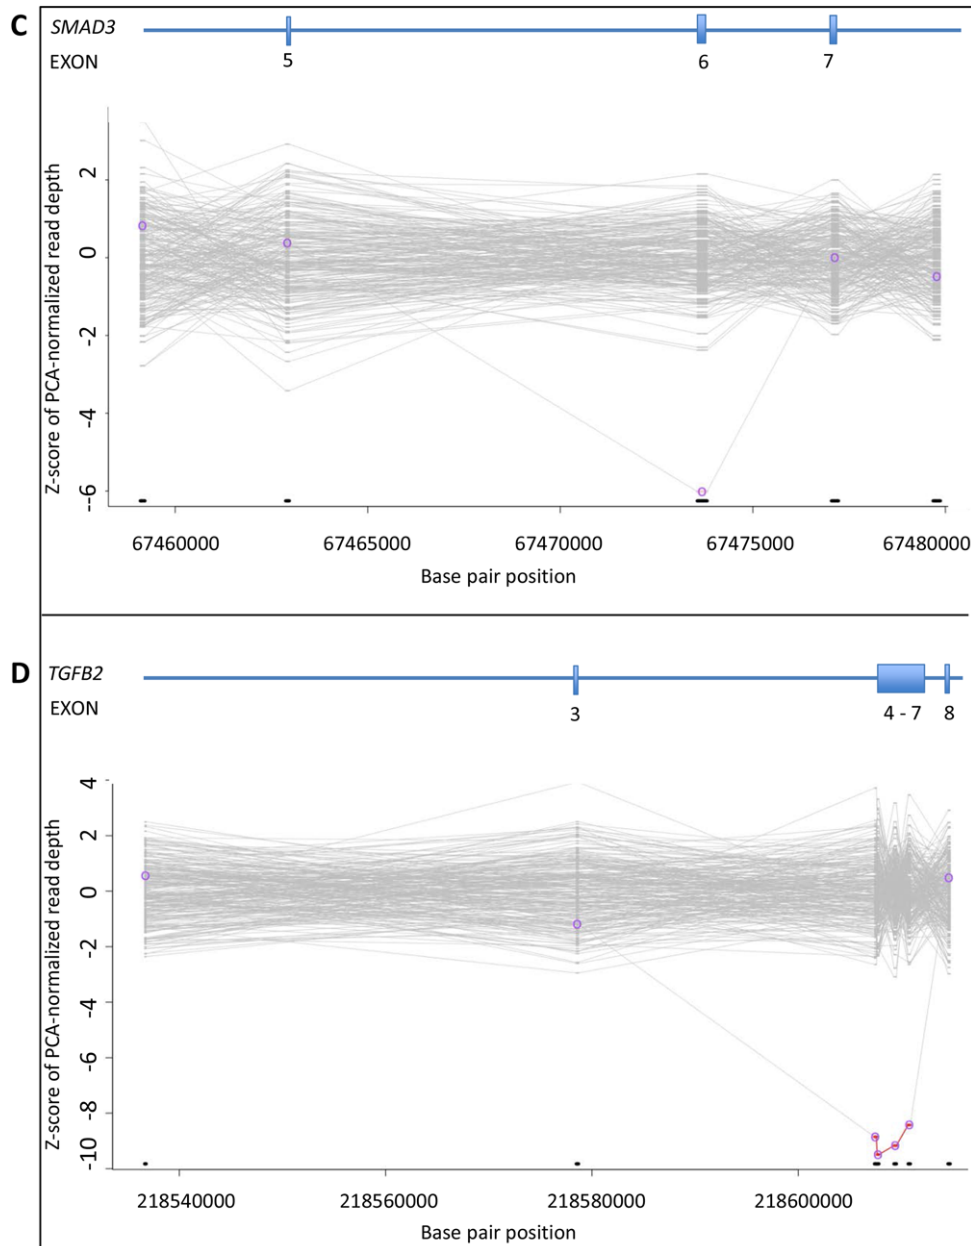 C SMAD3
EXON 5 6 7
Z-score of PCA-normalized read depth
2
0
-2
-4
-6
67460000 67465000 67470000 67475000 67480000
Base pair position
D TGFB2
EXON 3 4 - 7 8
Z-score of PCA-normalized read depth
4
2
0
-2
-4
-6
-8
-10
218540000 218560000 218580000 218600000
Base pair position